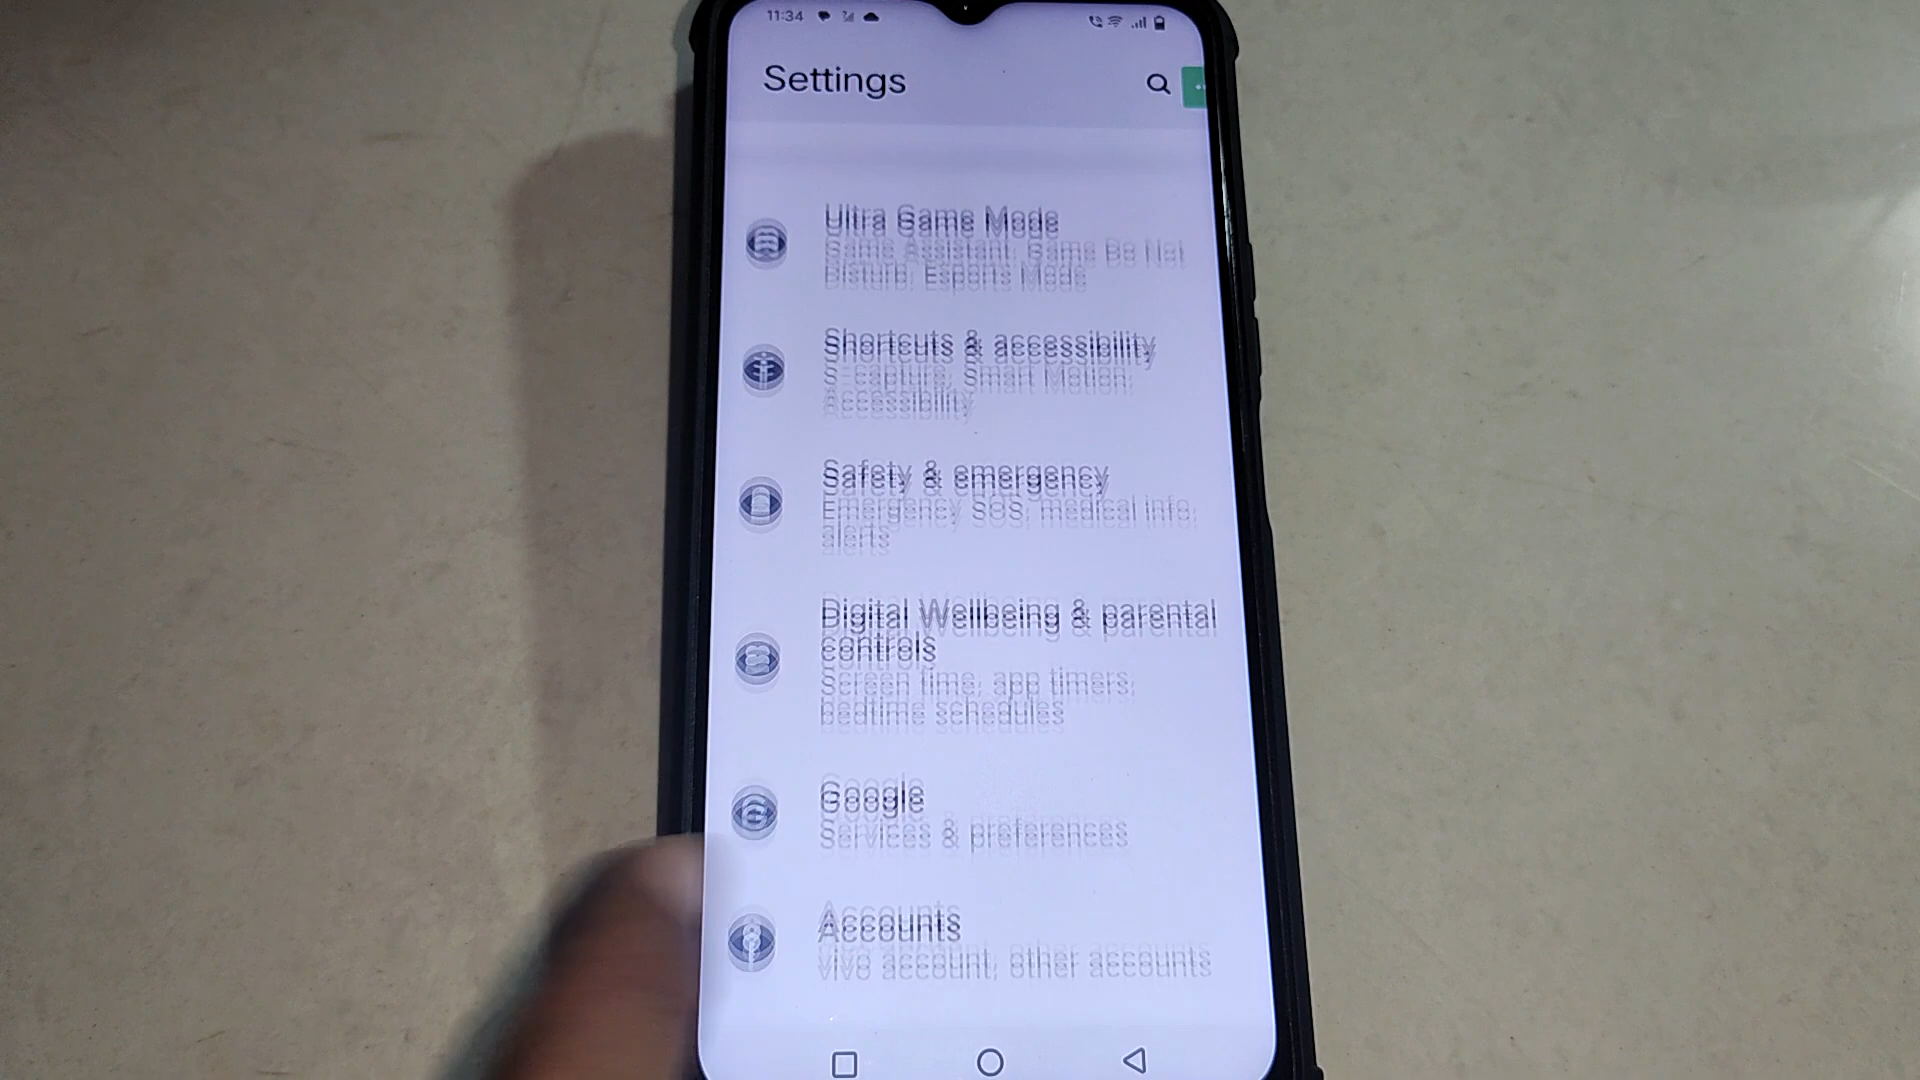 11:34
Settings
Ultra Game Mode
Game Assistant, Game Do Not
Disturb, Esports Mode
Shortcuts & accessibility
S-capture, Smart Motion,
Accessibility
Safety & emergency
Emergency SOS, medical info,
alerts
Digital Wellbeing & parental
controls
Screen time, app timers,
bedtime schedules
Google
Services & preferences
Accounts
vivo account, other accounts